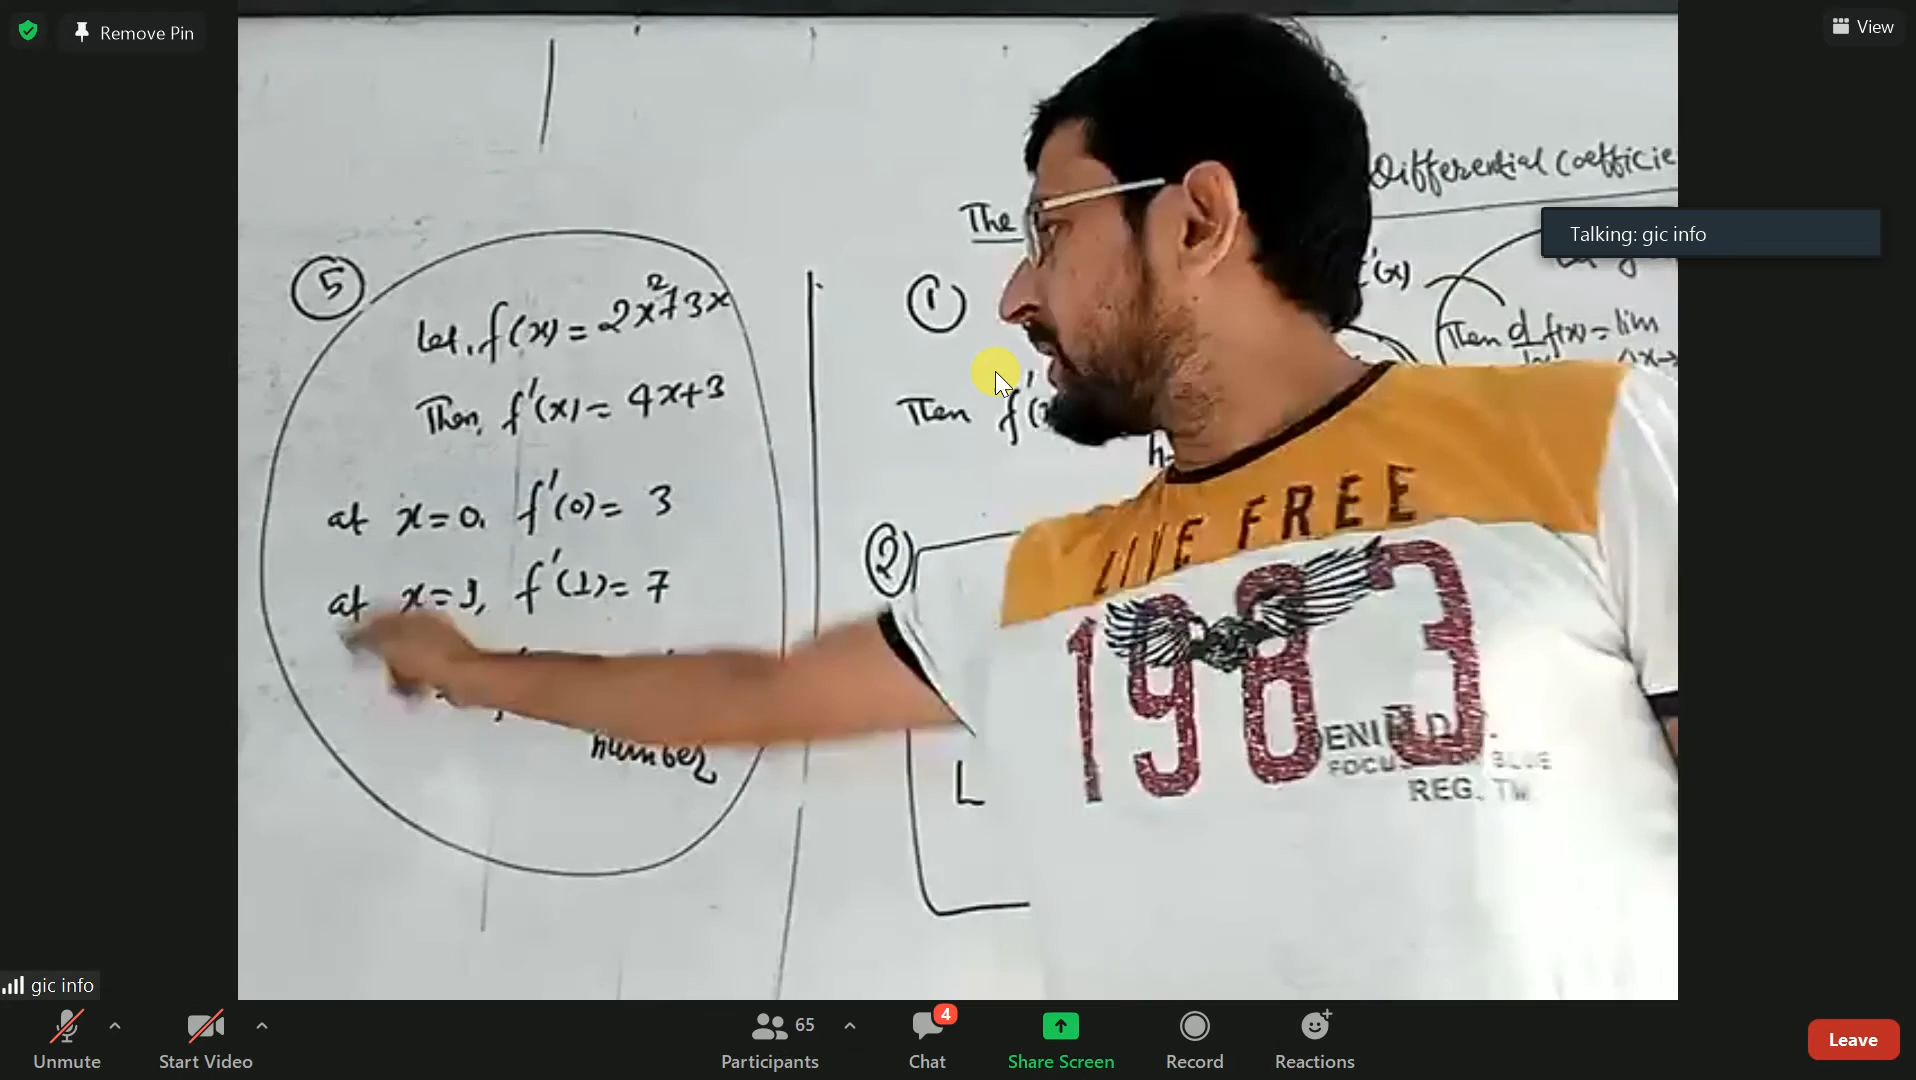 Remove Pin
View
Differential Coefficie
The
Talking: gic info
5
Let, f(x) = 2x²+3x
Then, f'(x) = 4x+3
at x=0, f'(0) = 3
at x=1, f'(1) = 7
number
1
'(x)
Then f'(x
h
Then d f(x) = lim
2
L
LIVE FREE
1983
REG. TM
gic info
Unmute
Start Video
65
Participants
4
Chat
Share Screen
Record
Reactions
Leave